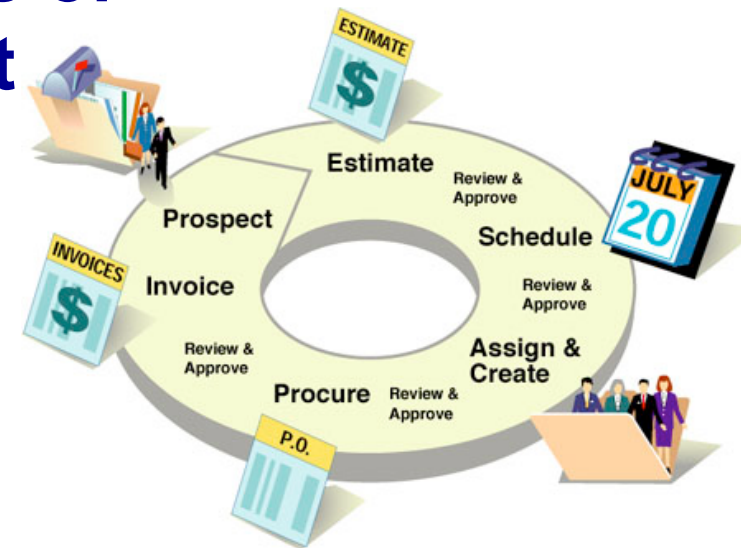 t
ESTIMATE
$
Estimate
Review &
Approve
JULY
20
Schedule
Review &
Approve
Assign &
Create
Review &
Approve
P.O.
Procure
Review &
Approve
INVOICES
$
Invoice
Prospect